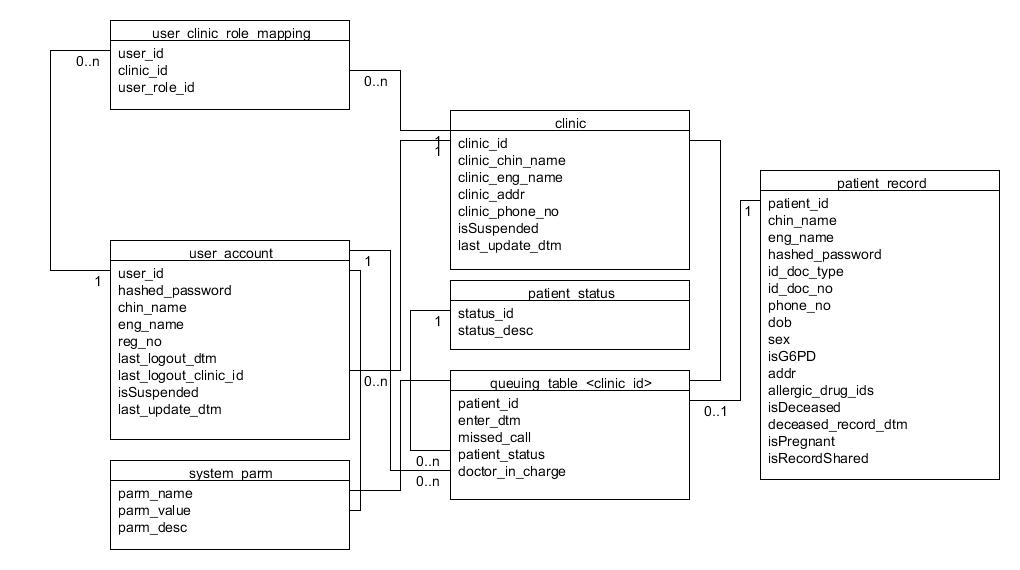 user_clinic_role_mapping
user_id
clinic_id
user_role_id
0..n
0..n
clinic
clinic_id
clinic_chin_name
clinic_eng_name
clinic_addr
clinic_phone_no
isSuspended
last_update_dtm
1
1
patient_record
patient_id
chin_name
eng_name
hashed_password
id_doc_type
id_doc_no
phone_no
dob
sex
isG6PD
addr
allergic_drug_ids
isDeceased
deceased_record_dtm
isPregnant
isRecordShared
1
user_account
user_id
hashed_password
chin_name
eng_name
reg_no
last_logout_dtm
last_logout_clinic_id
isSuspended
last_update_dtm
1
1
0..n
patient_status
status_id
status_desc
1
queuing_table_<clinic_id>
patient_id
enter_dtm
missed_call
patient_status
doctor_in_charge
0..1
0..n
0..n
system_parm
parm_name
parm_value
parm_desc